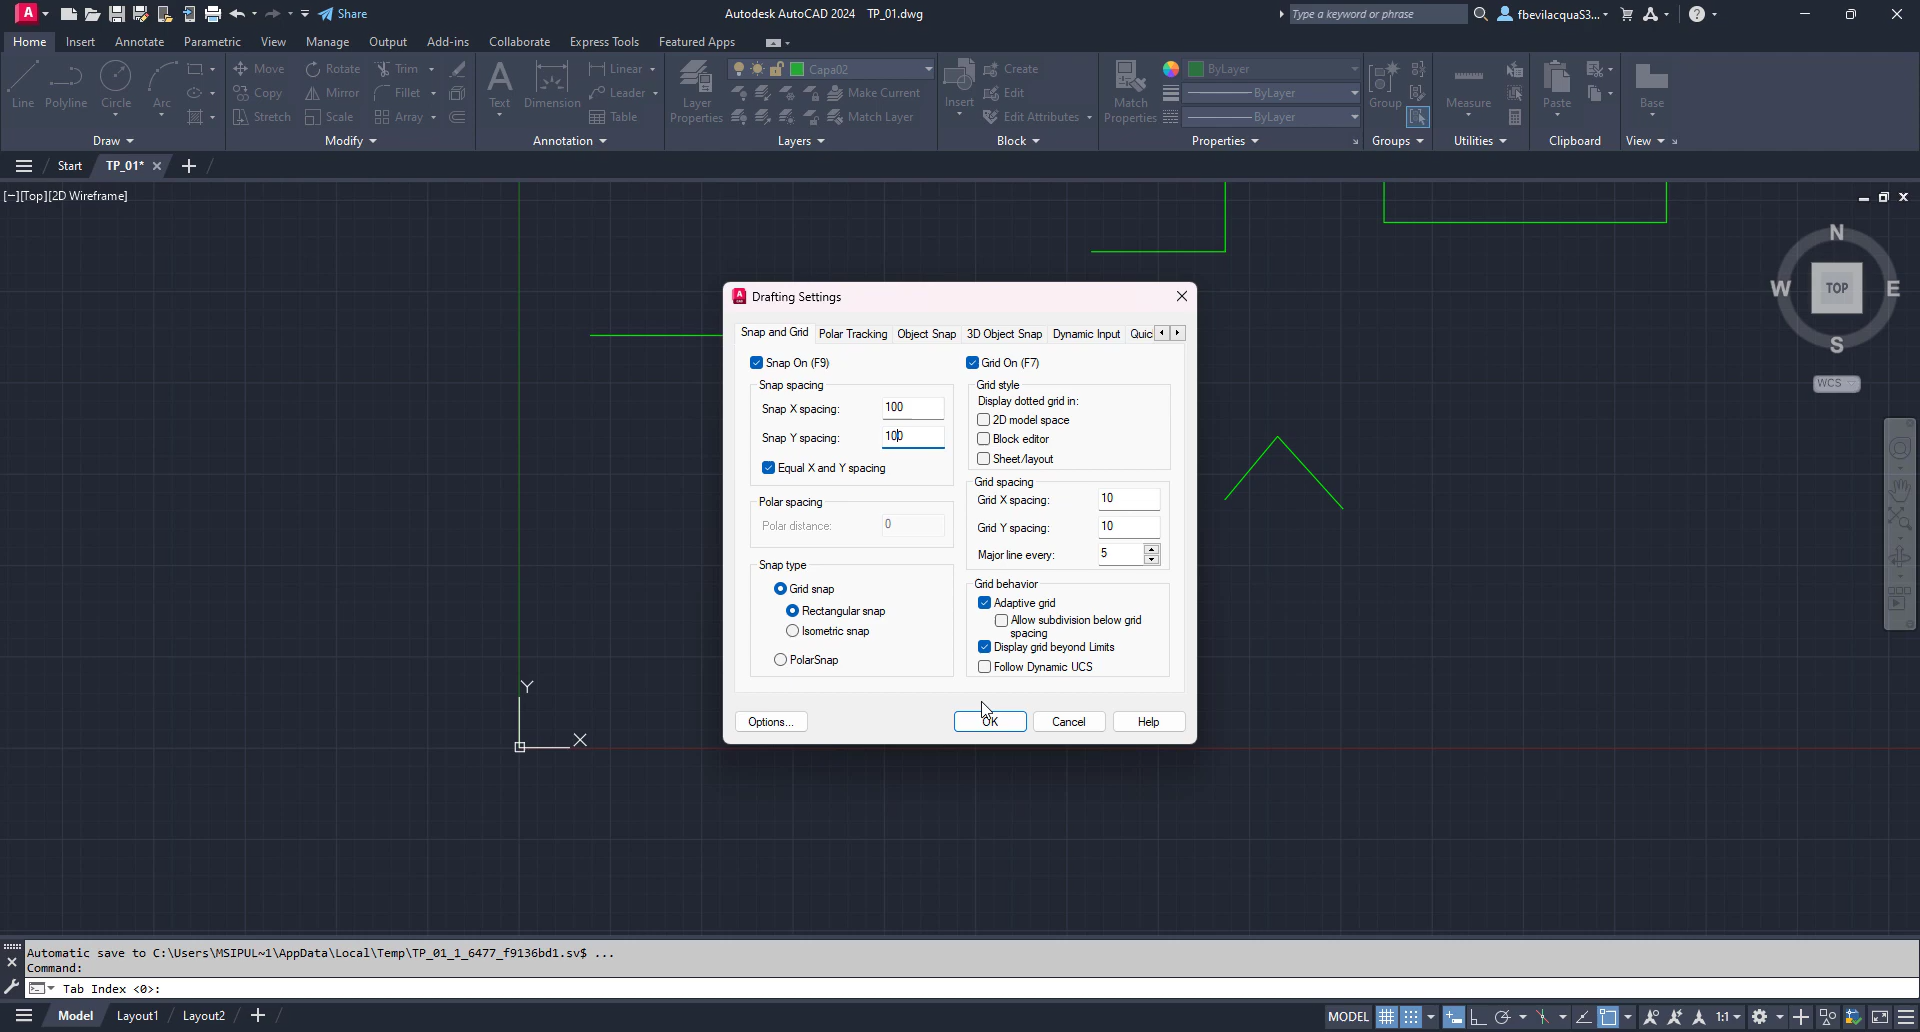 Share
Autodesk AutoCAD 2024 TP_01.dwg
Type a keyword or phrase
fbevilacquaS3...
Home Insert Annotate Parametric View Manage Output Add-ins Collaborate Express Tools Featured Apps
Line Polyline Circle Arc
Move Rotate Trim
Copy Mirror Fillet
Stretch Scale Array
Text Dimension
Linear
Leader
Table
Layer Properties
Capa02
Make Current
Match Layer
Insert
Create
Edit
Edit Attributes
Match Properties
ByLayer
ByLayer
ByLayer
Group
Measure
Paste
Base
Draw Modify Annotation Layers Block Properties Groups Utilities Clipboard View
Start TP_01*
[−][Top][2D Wireframe]
N
W TOP E
S
WCS
Y
X
Drafting Settings
Snap and Grid Polar Tracking Object Snap 3D Object Snap Dynamic Input Quic
Snap On (F9)
Snap spacing
Snap X spacing: 100
Snap Y spacing: 100
Equal X and Y spacing
Polar spacing
Polar distance: 0
Snap type
Grid snap
Rectangular snap
Isometric snap
PolarSnap
Grid On (F7)
Grid style
Display dotted grid in:
2D model space
Block editor
Sheet/layout
Grid spacing
Grid X spacing: 10
Grid Y spacing: 10
Major line every: 5
Grid behavior
Adaptive grid
Allow subdivision below grid
spacing
Display grid beyond Limits
Follow Dynamic UCS
Options... OK Cancel Help
Automatic save to C:\Users\MSIPUL~1\AppData\Local\Temp\TP_01_1_6477_f9136bd1.sv$ ...
Command:
Tab Index <0>:
Model Layout1 Layout2
MODEL 1:1